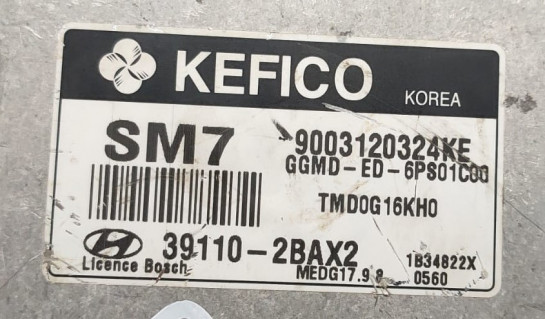 KEFICO KOREA
SM7
9003120324KE
GGMD-ED-6PS01C00
TMD0G16KH0
39110-2BAX2
Licence Bosch
MEDG17.9.8
1B34822X
0560